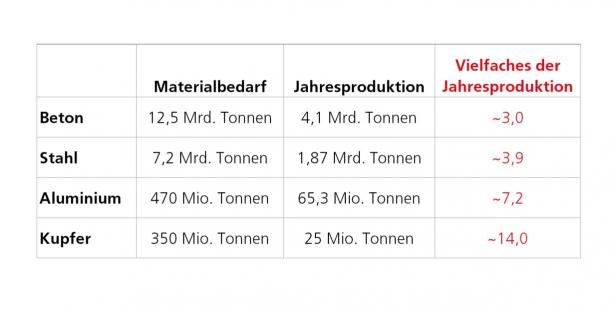 Vielfaches der
Materialbedarf Jahresproduktion Jahresproduktion
Beton 12,5 Mrd. Tonnen 4,1 Mrd. Tonnen ~3,0
Stahl 7,2 Mrd. Tonnen 1,87 Mrd. Tonnen ~3,9
Aluminium 470 Mio. Tonnen 65,3 Mio. Tonnen ~7,2
Kupfer 350 Mio. Tonnen 25 Mio. Tonnen ~14,0